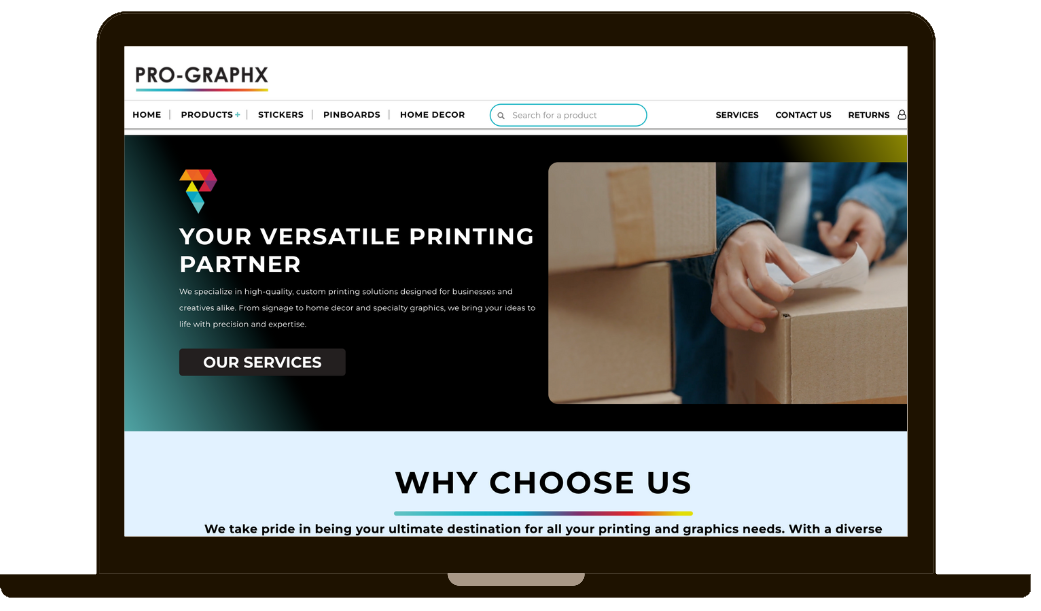 PRO-GRAPHX
HOME
PRODUCTS+
STICKERS
PINBOARDS
HOME DECOR
Search for a product
SERVICES
CONTACT US
RETURNS
YOUR VERSATILE PRINTING
PARTNER
We specialize in high-quality, custom printing solutions designed for businesses and
creatives alike. From signage to home decor and specialty graphics, we bring your ideas to
life with precision and expertise.
OUR SERVICES
WHY CHOOSE US
We take pride in being your ultimate destination for all your printing and graphics needs. With a diverse